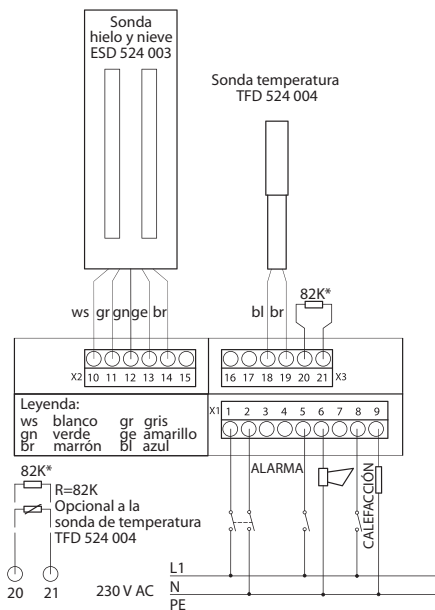 Sonda
hielo y nieve
ESD 524 003
Sonda temperatura
TFD 524 004
ws gr gn ge br
bl br
82K*
X2 10 11 12 13 14 15
16 17 18 19 20 21 X3
Leyenda:
ws blanco gr gris
gn verde ge amarillo
br marrón bl azul
X1 1 2 3 4 5 6 7 8 9
82K*
R=82K
Opcional a la
sonda de temperatura
TFD 524 004
ALARMA
CALEFACCIÓN
20 21
230 V AC
L1
N
PE